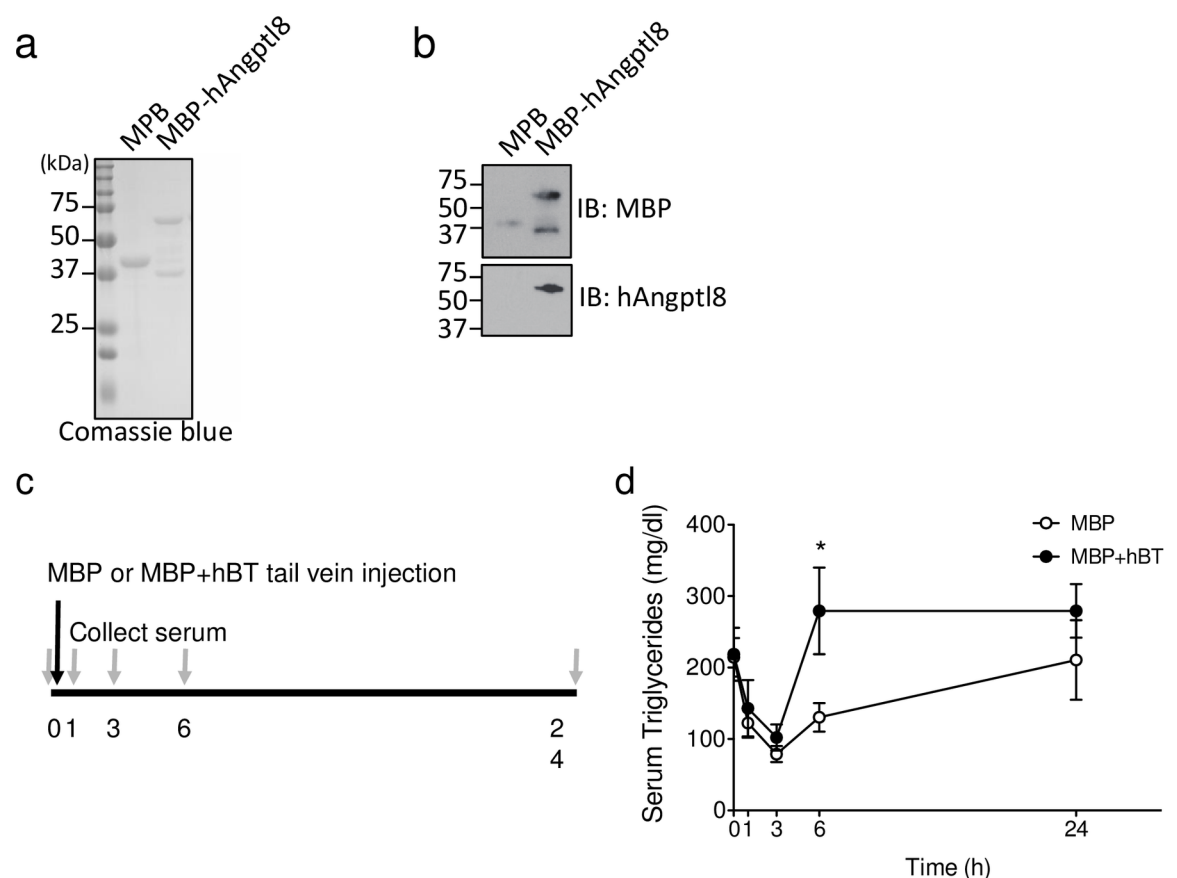 a
MPB
MBP-hAngptl8
(kDa)
75
50
37
25
Comassie blue
b
MPB
MBP-hAngptl8
75
50
37
IB: MBP
75
50
37
IB: hAngptl8
c
MBP or MBP+hBT tail vein injection
Collect serum
0 1 3 6 2
4
d
Serum Triglycerides (mg/dl)
400
300
200
100
0
0 1 3 6 24
Time (h)
*
MBP
MBP+hBT